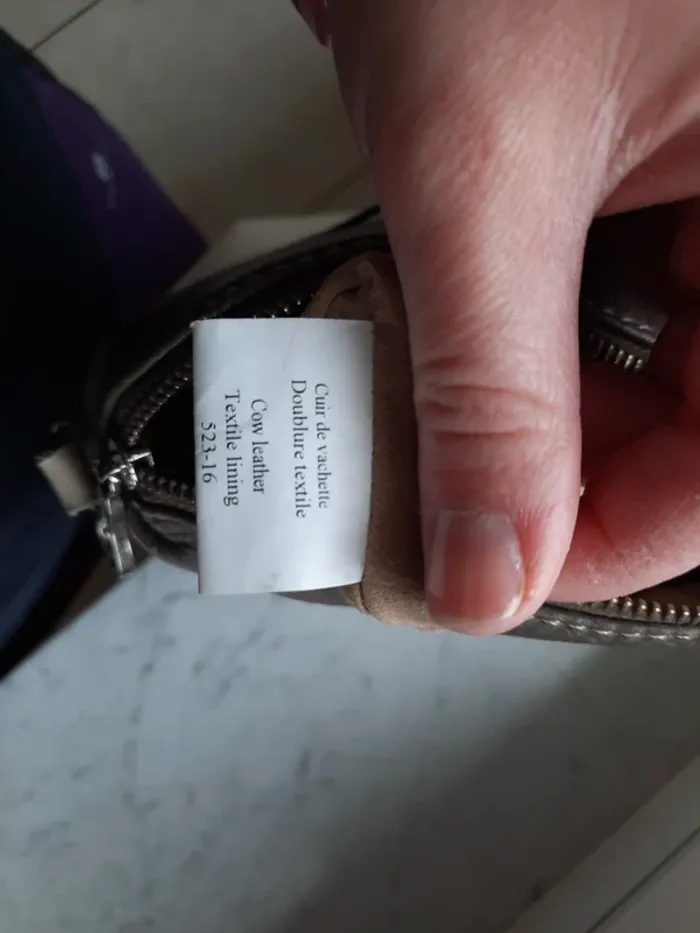 Cuir de vachette
Doublure textile
Cow leather
Textile lining
523-16